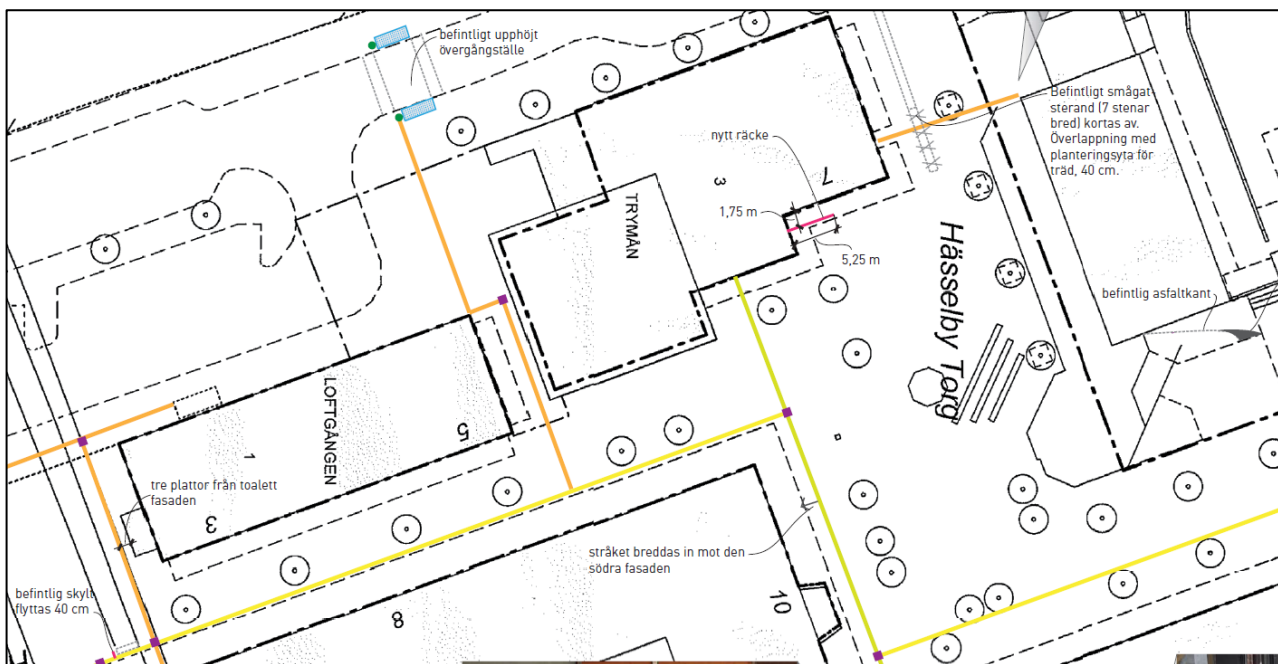 befintligt upphöjt
övergångställe
nytt räcke
Befintligt smågat
sterand (7 stenar
bred) kortas av.
Överlappning med
planteringsyta för
träd, 40 cm.
3
7
TRYMÅN
1,75 m
5,25 m
Hässelby Torg
befintlig asfaltkant
LOFTGÅNGEN
5
1
3
tre plattor från toalett
fasaden
stråket breddas in mot den
södra fasaden
befintlig skylt
flyttas 40 cm
8
10